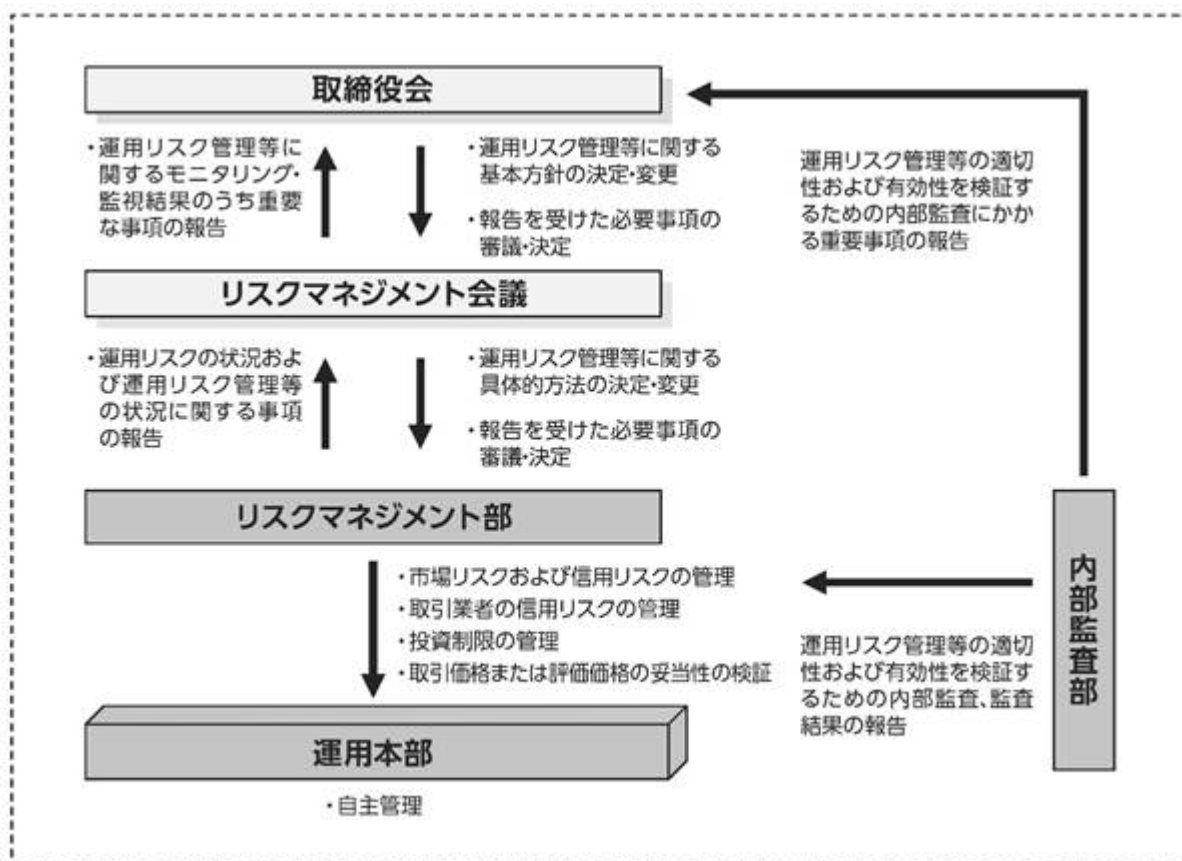 取締役会
・運用リスク管理等に
関するモニタリング・
監視結果のうち重要
な事項の報告
・運用リスク管理等に関する
基本方針の決定・変更
・報告を受けた必要事項の
審議・決定
運用リスク管理等の適切
性および有効性を検証す
るための内部監査にかか
る重要事項の報告
リスクマネジメント会議
・運用リスクの状況およ
び運用リスク管理等
の状況に関する事項
の報告
・運用リスク管理等に関する
具体的方法の決定・変更
・報告を受けた必要事項の
審議・決定
リスクマネジメント部
・市場リスクおよび信用リスクの管理
・取引業者の信用リスクの管理
・投資制限の管理
・取引価格または評価価格の妥当性の検証
運用リスク管理等の適切
性および有効性を検証す
るための内部監査、監査
結果の報告
内部監査部
運用本部
・自主管理